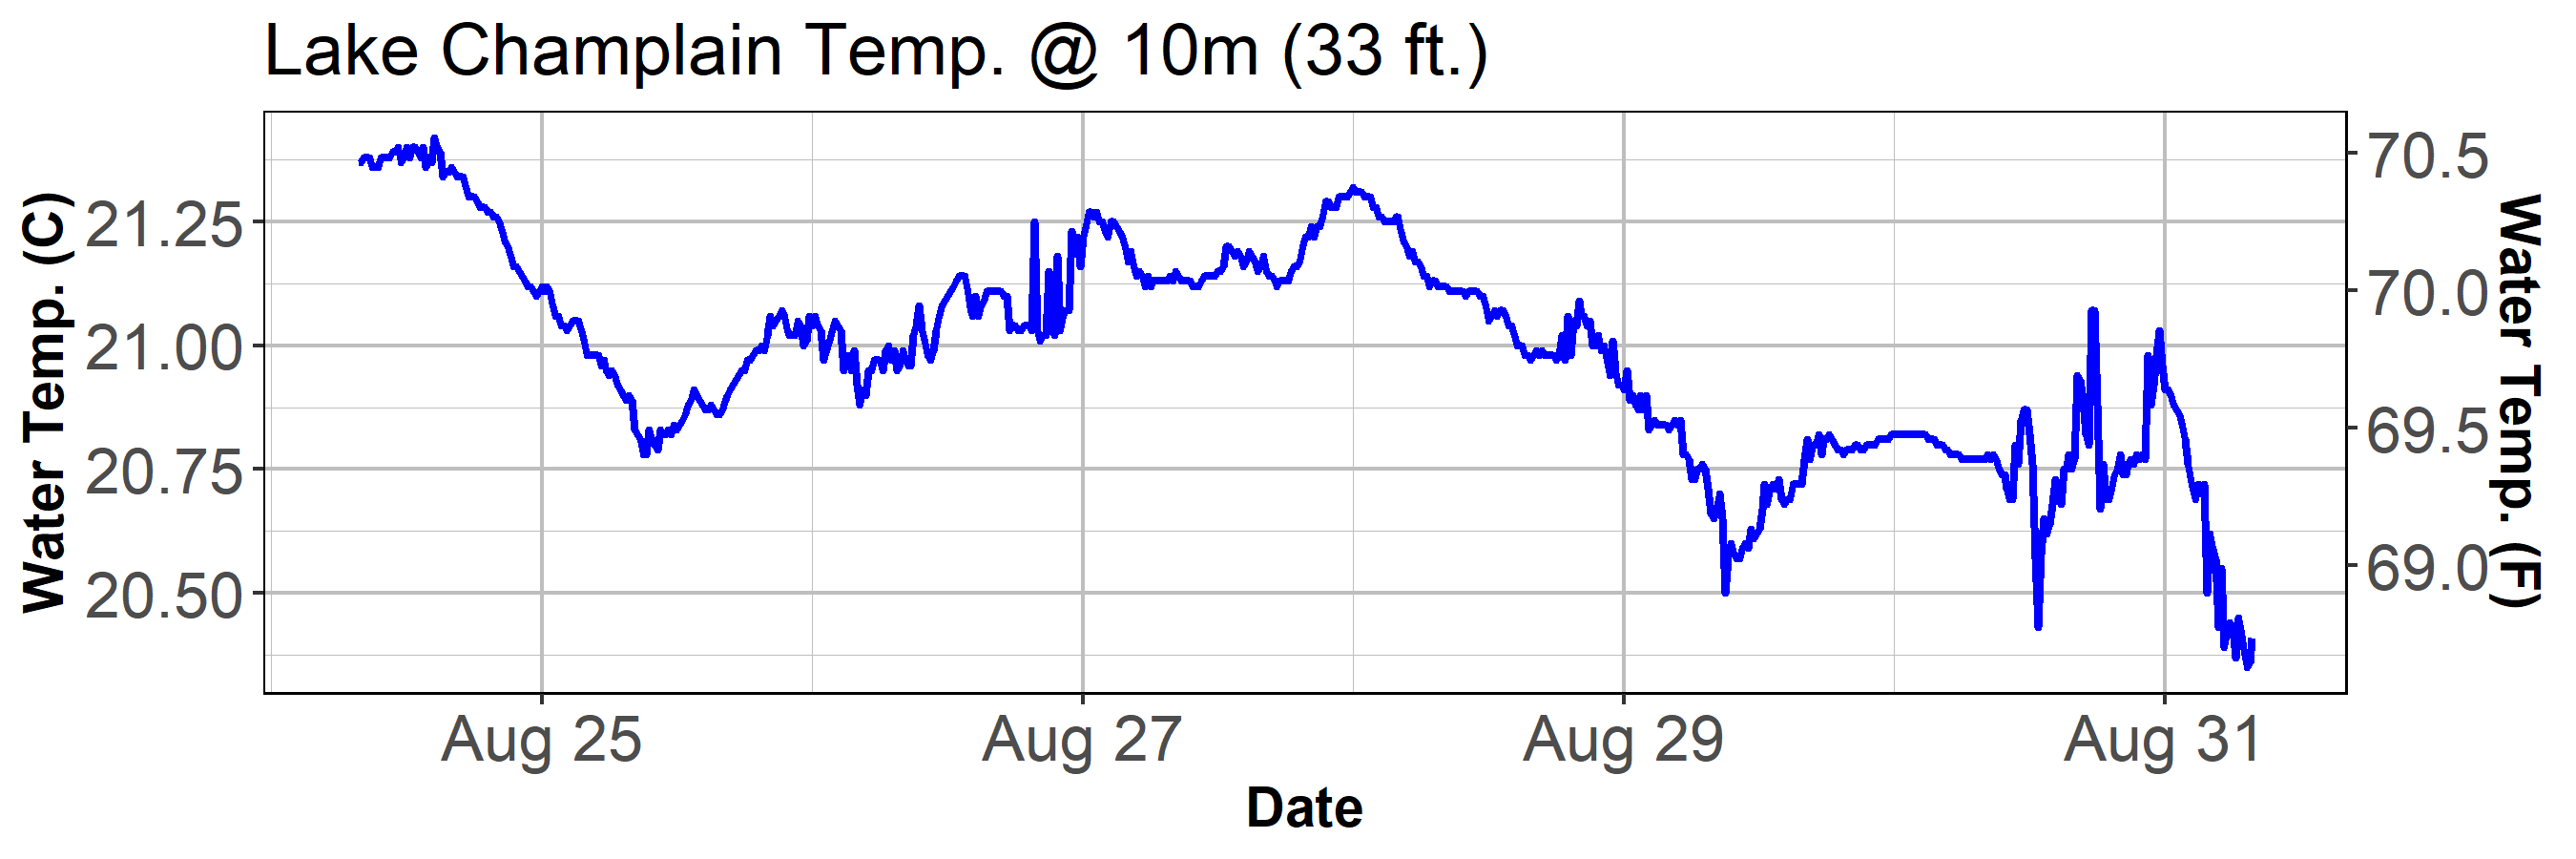 Lake Champlain Temp. @ 10m (33 ft.)
Water Temp. (C)
21.25
21.00
20.75
20.50
70.5
70.0
69.5
69.0
Water Temp. (F)
Aug 25
Aug 27
Aug 29
Aug 31
Date